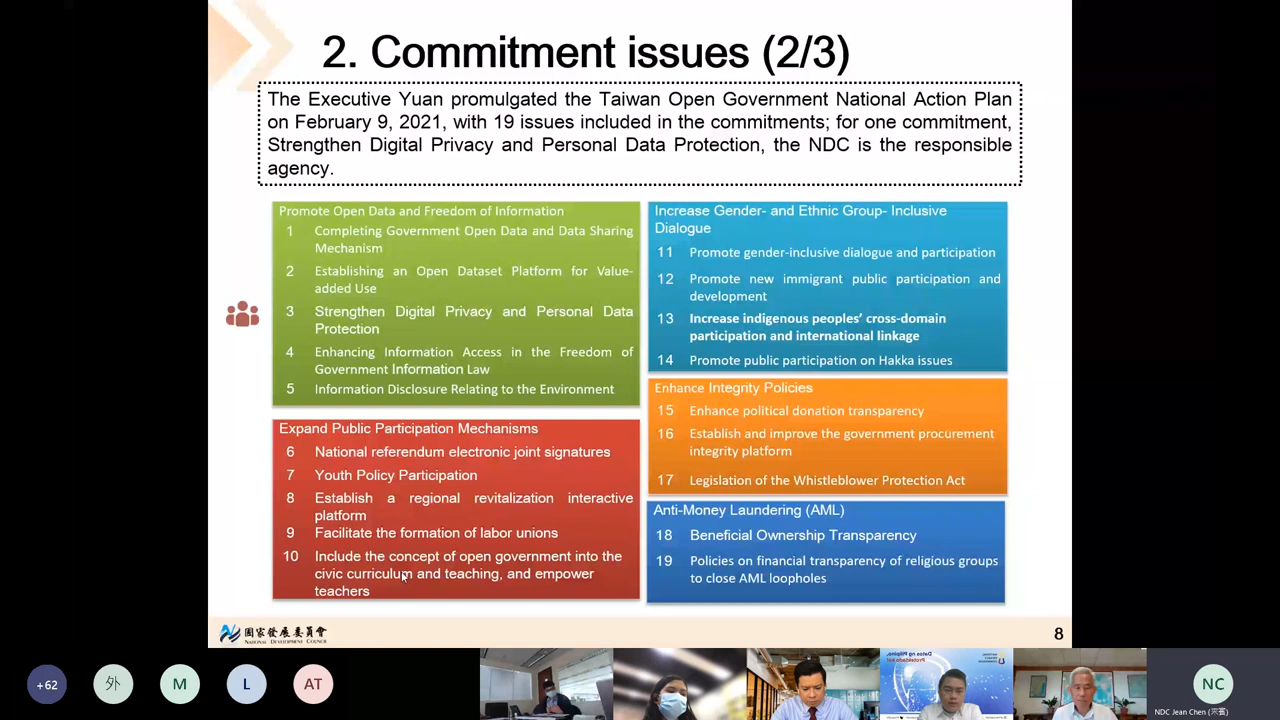 2. Commitment issues (2/3)
The Executive Yuan promulgated the Taiwan Open Government National Action Plan
on February 9, 2021, with 19 issues included in the commitments; for one commitment,
Strengthen Digital Privacy and Personal Data Protection, the NDC is the responsible
agency.
Promote Open Data and Freedom of Information
1 Completing Government Open Data and Data Sharing
Mechanism
2 Establishing an Open Dataset Platform for Value-
added Use
3 Strengthen Digital Privacy and Personal Data
Protection
4 Enhancing Information Access in the Freedom of
Government Information Law
5 Information Disclosure Relating to the Environment
Expand Public Participation Mechanisms
6 National referendum electronic joint signatures
7 Youth Policy Participation
8 Establish a regional revitalization interactive
platform
9 Facilitate the formation of labor unions
10 Include the concept of open government into the
civic curriculum and teaching, and empower
teachers
Increase Gender- and Ethnic Group- Inclusive
Dialogue
11 Promote gender-inclusive dialogue and participation
12 Promote new immigrant public participation and
development
13 Increase indigenous peoples’ cross-domain
participation and international linkage
14 Promote public participation on Hakka issues
Enhance Integrity Policies
15 Enhance political donation transparency
16 Establish and improve the government procurement
integrity platform
17 Legislation of the Whistleblower Protection Act
Anti-Money Laundering (AML)
18 Beneficial Ownership Transparency
19 Policies on financial transparency of religious groups
to close AML loopholes
國家發展委員會
NATIONAL DEVELOPMENT COUNCIL
8
+62
外
M
L
AT
Datos ng Pilipino,
Protektado ko!
NC
NDC Jean Chen